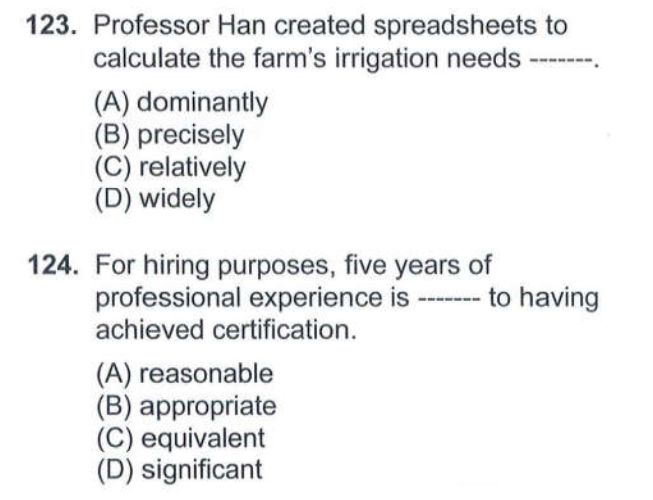 123. Professor Han created spreadsheets to
calculate the farm's irrigation needs -------.
(A) dominantly
(B) precisely
(C) relatively
(D) widely
124. For hiring purposes, five years of
professional experience is ------- to having
achieved certification.
(A) reasonable
(B) appropriate
(C) equivalent
(D) significant